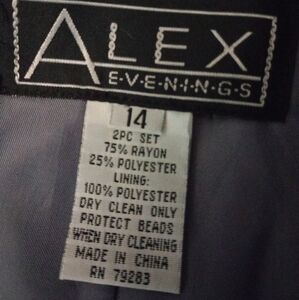 ALEX
E·V·E·N·I·N·G·S
14
2PC SET
75% RAYON
25% POLYESTER
LINING:
100% POLYESTER
DRY CLEAN ONLY
PROTECT BEADS
WHEN DRY CLEANING
MADE IN CHINA
RN 79283